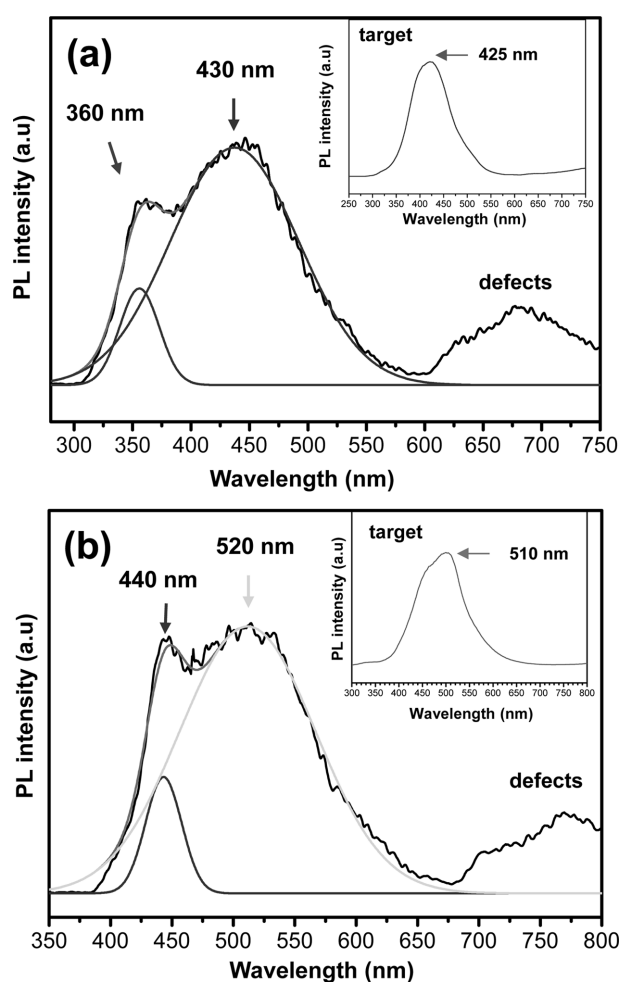 (a)
430 nm
360 nm
PL intensity (a.u)
defects
300 350 400 450 500 550 600 650 700 750
Wavelength (nm)
target
425 nm
PL intensity (a.u)
250 300 350 400 450 500 550 600 650 700 750
Wavelength (nm)
(b)
520 nm
440 nm
PL intensity (a.u)
defects
350 400 450 500 550 600 650 700 750 800
Wavelength (nm)
target
510 nm
PL intensity (a.u)
300 350 400 450 500 550 600 650 700 750 800
Wavelength (nm)